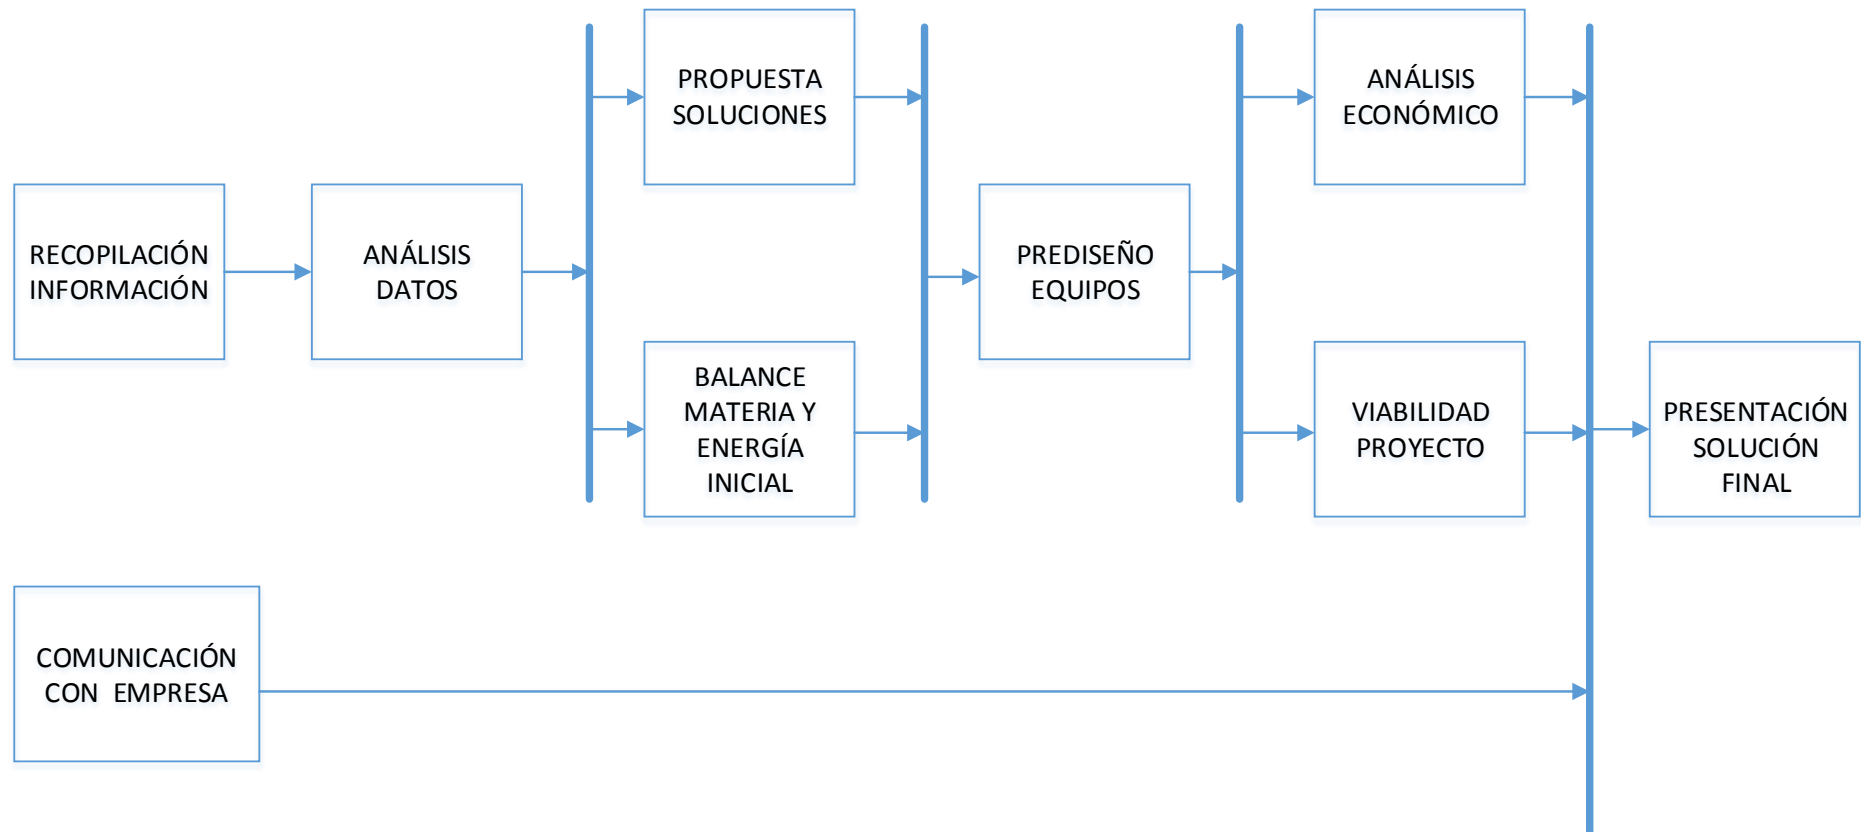 RECOPILACIÓN
INFORMACIÓN
ANÁLISIS
DATOS
PROPUESTA
SOLUCIONES
BALANCE
MATERIA Y
ENERGÍA
INICIAL
PREDISEÑO
EQUIPOS
ANÁLISIS
ECONÓMICO
VIABILIDAD
PROYECTO
PRESENTACIÓN
SOLUCIÓN
FINAL
COMUNICACIÓN
CON EMPRESA